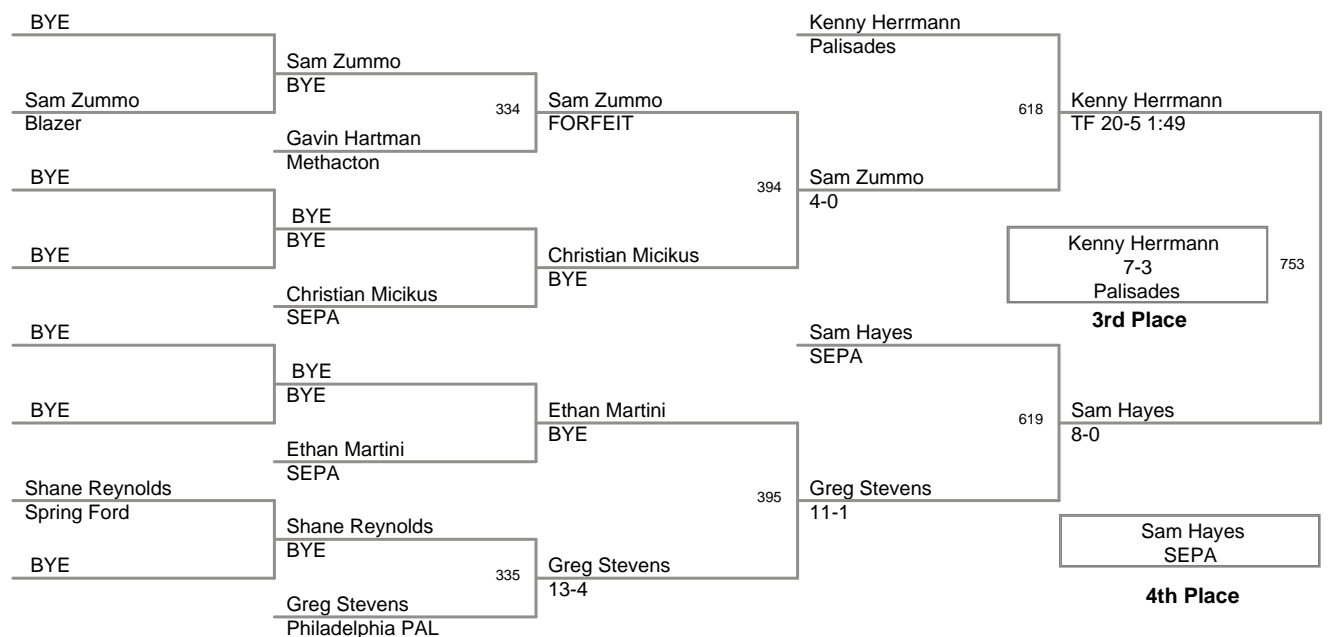 BYE
Sam Zummo
Blazer
BYE
BYE
BYE
BYE
Shane Reynolds
Spring Ford
BYE
Sam Zummo
BYE
334
Gavin Hartman
Methacton
BYE
BYE
Christian Micikus
SEPA
BYE
BYE
Ethan Martini
SEPA
Shane Reynolds
BYE
335
Greg Stevens
Philadelphia PAL
Sam Zummo
FORFEIT
394
Christian Micikus
BYE
Ethan Martini
BYE
395
Greg Stevens
13-4
Kenny Herrmann
Palisades
618
Sam Zummo
4-0
Sam Hayes
SEPA
619
Greg Stevens
11-1
Kenny Herrmann
TF 20-5 1:49
Kenny Herrmann
7-3
Palisades
753
3rd Place
Sam Hayes
8-0
Sam Hayes
SEPA
4th Place